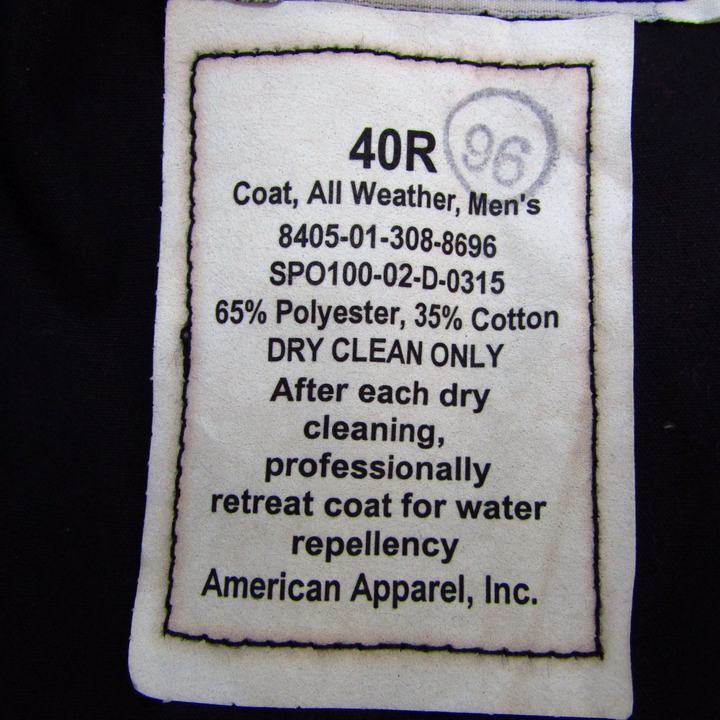 96
40R
Coat, All Weather, Men's
8405-01-308-8696
SPO100-02-D-0315
65% Polyester, 35% Cotton
DRY CLEAN ONLY
After each dry
cleaning,
professionally
retreat coat for water
repellency
American Apparel, Inc.